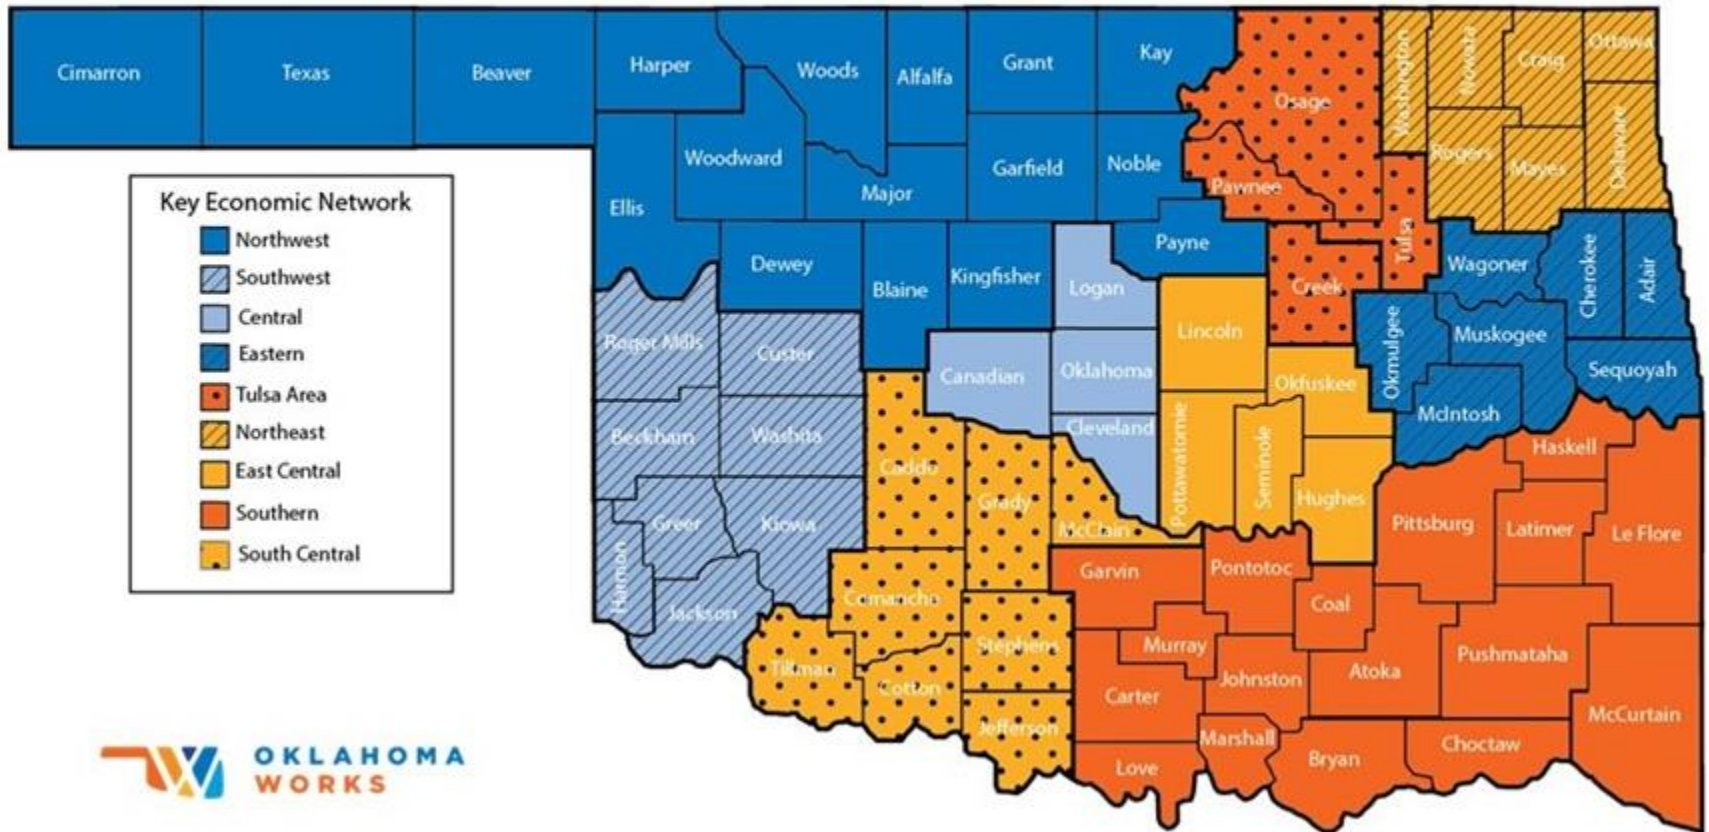 Cimarron
Texas
Beaver
Harper
Woods
Alfalfa
Grant
Kay
Osage
Washington
Nowata
Craig
Ottawa
Ellis
Woodward
Major
Garfield
Noble
Pawnee
Rogers
Mayes
Delaware
Key Economic Network
Northwest
Southwest
Central
Eastern
Tulsa Area
Northeast
East Central
Southern
South Central
Dewey
Blaine
Kingfisher
Logan
Payne
Creek
Tulsa
Wagoner
Cherokee
Adair
Roger Mills
Custer
Canadian
Oklahoma
Lincoln
Okfuskee
Okmulgee
Muskogee
Sequoyah
Beckham
Washita
Caddo
Grady
Cleveland
McClain
Pottawatomie
Seminole
Hughes
McIntosh
Haskell
Harmon
Greer
Kiowa
Jackson
Comanche
Tillman
Cotton
Stephens
Jefferson
Garvin
Pontotoc
Coal
Pittsburg
Latimer
Le Flore
Murray
Johnston
Atoka
Pushmataha
Carter
Love
Marshall
Bryan
Choctaw
McCurtain
OKLAHOMA
WORKS